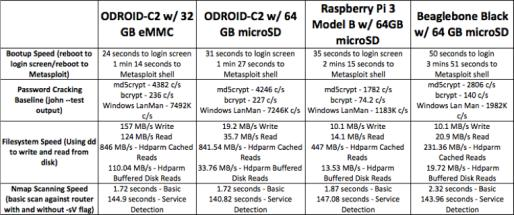 ODROID-C2 w/ 32
GB eMMC
ODROID-C2 w/ 64
GB microSD
Raspberry Pi 3
Model B w/ 64GB
microSD
Beaglebone Black
w/ 64 GB microSD
Bootup Speed (reboot to
login screen/reboot to
Metasploit)
24 seconds to login screen
1 min 14 seconds to
Metasploit shell
31 seconds to login screen
1 min 27 seconds to
Metasploit shell
35 seconds to login screen
2 mins 15 seconds to
Metasploit shell
50 seconds to login
3 mins 51 seconds to
Metasploit shell
Password Cracking
Baseline (john --test
output)
md5crypt - 4382 c/s
bcrypt - 236 c/s
Windows LanMan - 7492K
c/s
md5crypt - 4246 c/s
bcrypt - 227 c/s
Windows LanMan - 7246K c/s
md5crypt - 1782 c/s
bcrypt - 74.2 c/s
Windows LanMan - 1183K c/s
md5crypt - 2806 c/s
bcrypt - 140 c/s
Windows LanMan - 1982K
c/s
Filesystem Speed (Using dd
to write and read from
disk)
157 MB/s Write
124 MB/s Read
846 MB/s - Hdparm Cached
Reads
110.04 MB/s - Hdparm
Buffered Disk Reads
19.2 MB/s Write
35.7 MB/s Read
841.54 MB/s - Hdparm Cached
Reads
33.76 MB/s - Hdparm Buffered
Disk Reads
10.1 MB/s Write
14.1 MB/s Read
447 MB/s - Hdparm Cached
Reads
13.53 MB/s - Hdparm
Buffered Disk Reads
10.1 MB/s Write
20.9 MB/s Read
231.36 MB/s - Hdparm
Cached Reads
19.72 MB/s - Hdparm
Buffered Disk Reads
Nmap Scanning Speed
(basic scan against router
with and without -sV flag)
1.72 seconds - Basic
144.9 seconds - Service
Detection
1.72 seconds - Basic
140.82 seconds - Service
Detection
1.87 seconds - Basic
147.08 seconds - Service
Detection
2.32 seconds - Basic
143.96 seconds - Service
Detection